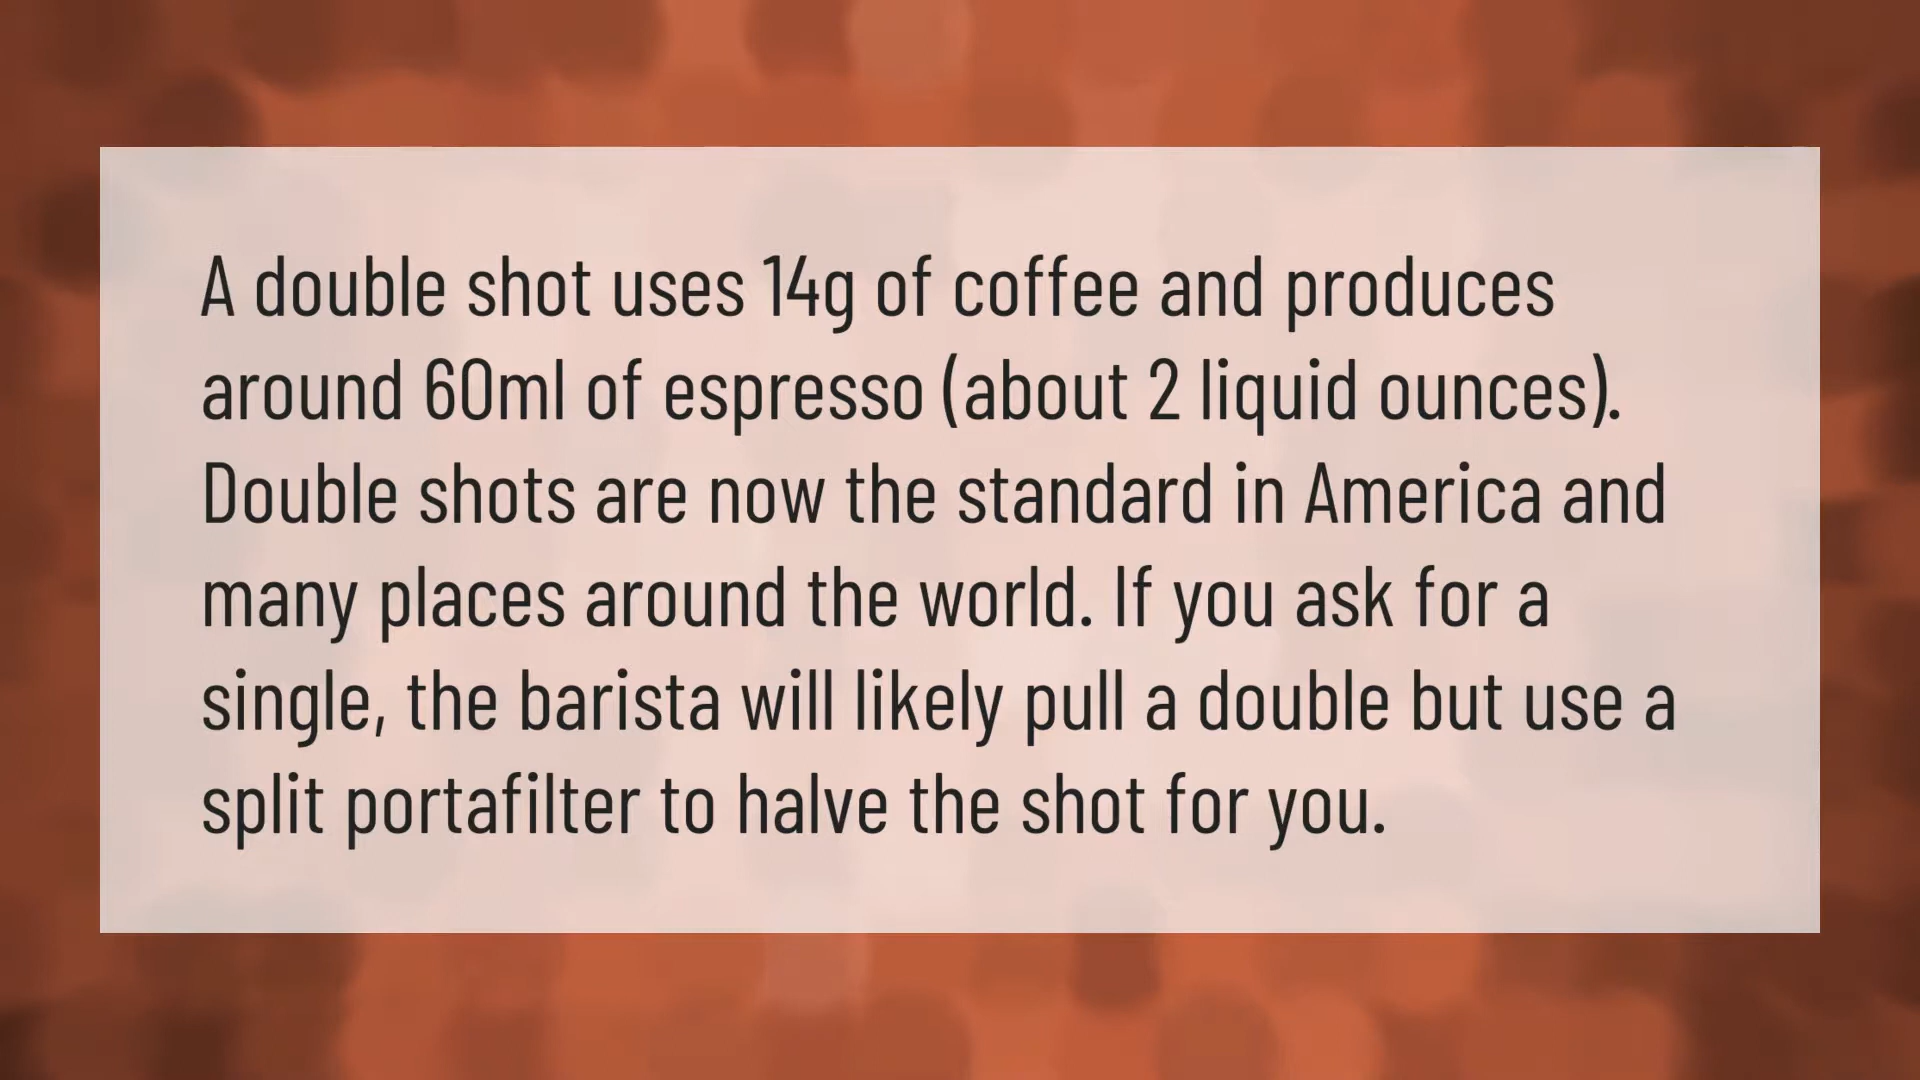 A double shot uses 14g of coffee and produces
around 60ml of espresso (about 2 liquid ounces).
Double shots are now the standard in America and
many places around the world. If you ask for a
single, the barista will likely pull a double but use a
split portafilter to halve the shot for you.